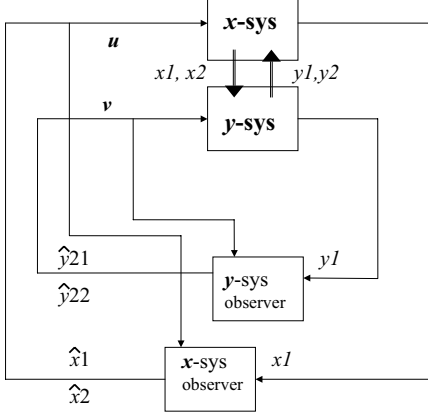 x-sys
u
x1, x2
y1,y2
v
y-sys
ŷ21
y1
ŷ22
y-sys
observer
x̂1
x-sys
x1
x̂2
observer